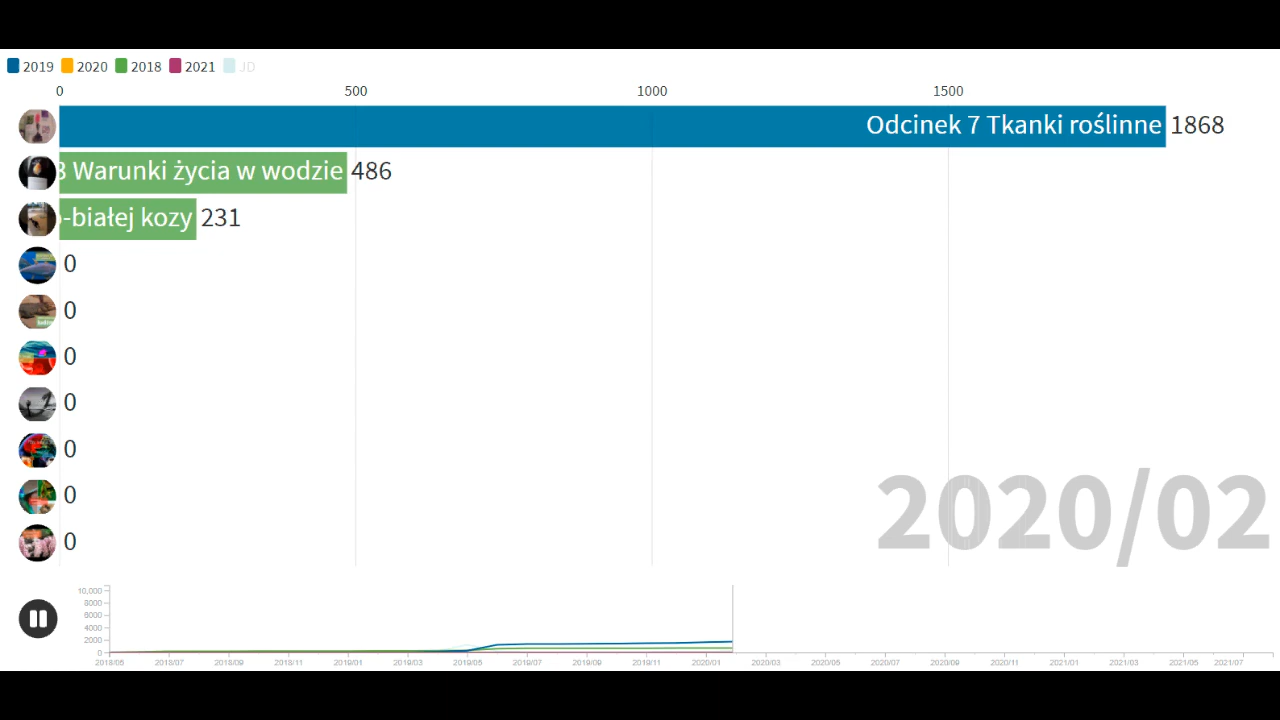 2019 2020 2018 2021 JD
0 500 1000 1500
Odcinek 7 Tkanki roślinne 1868
3 Warunki życia w wodzie 486
-białej kozy 231
0
0
0
0
0
0
0
2020/02
10,000
8000
6000
4000
2000
0
2018/05 2018/07 2018/09 2018/11 2019/01 2019/03 2019/05 2019/07 2019/09 2019/11 2020/01 2020/03 2020/05 2020/07 2020/09 2020/11 2021/01 2021/03 2021/05 2021/07